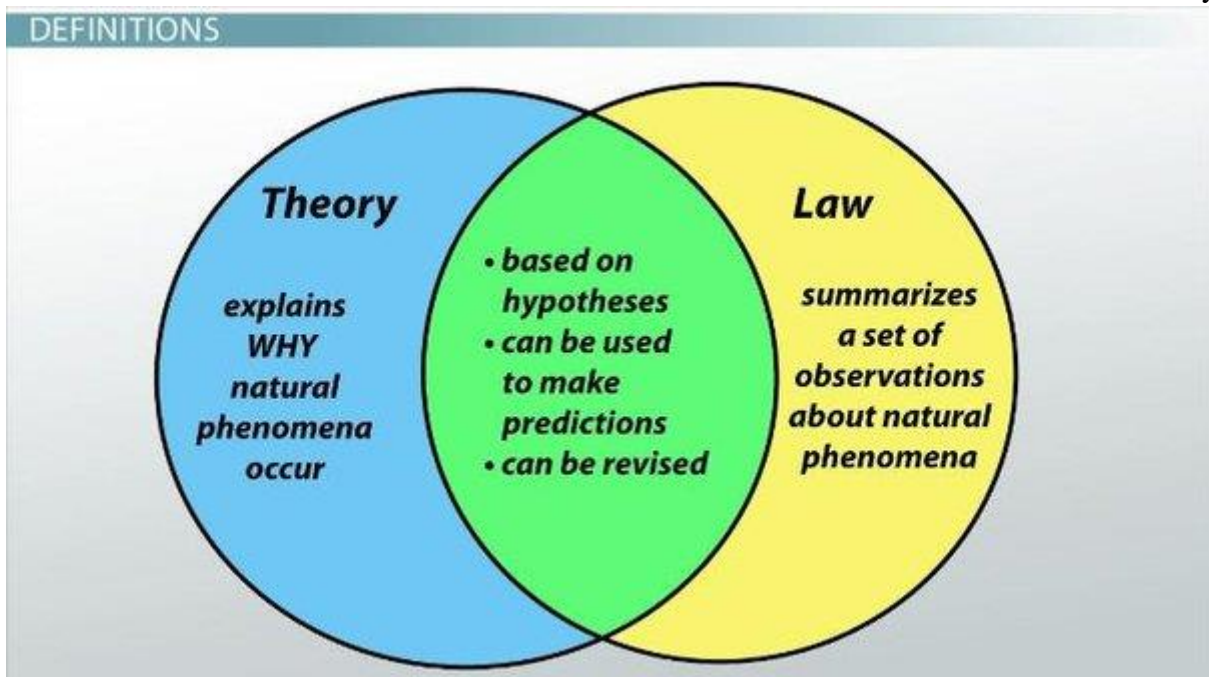 DEFINITIONS
Theory
explains
WHY
natural
phenomena
occur
• based on
hypotheses
• can be used
to make
predictions
• can be revised
Law
summarizes
a set of
observations
about natural
phenomena